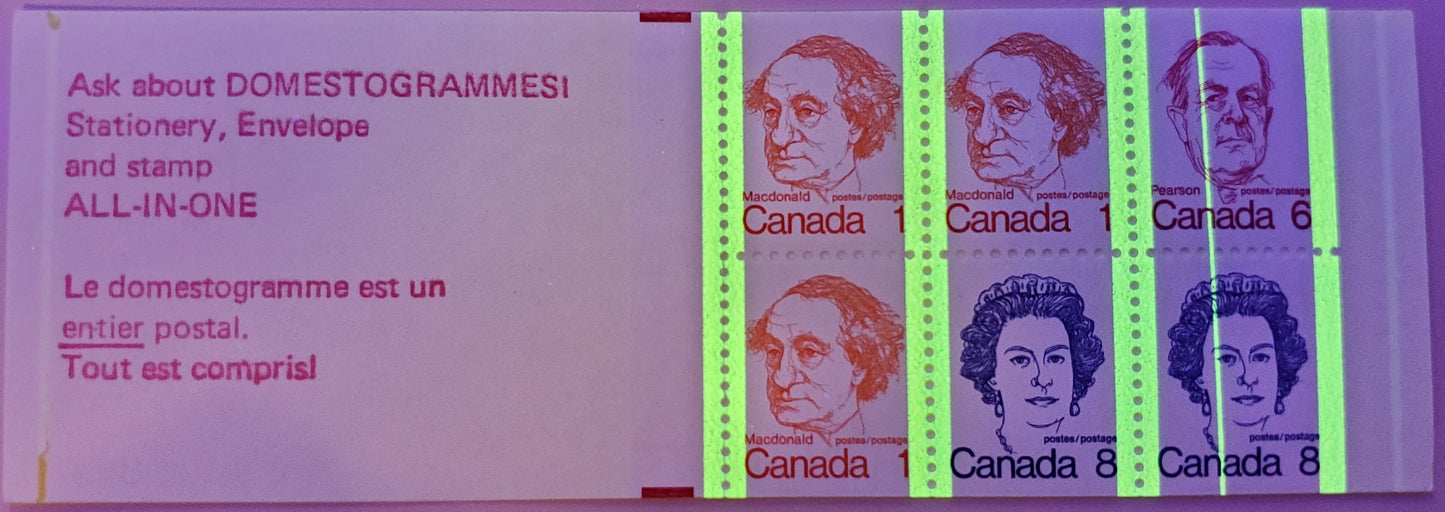 Ask about DOMESTOGRAMMES!
Stationery, Envelope
and stamp
ALL-IN-ONE
Le domestogramme est un
entier postal.
Tout est compris!
Macdonald postes/postage
Canada 1
Macdonald postes/postage
Canada 1
Pearson postes/postage
Canada 6
Macdonald postes/postage
Canada 1
postes/postage
Canada 8
postes/postage
Canada 8